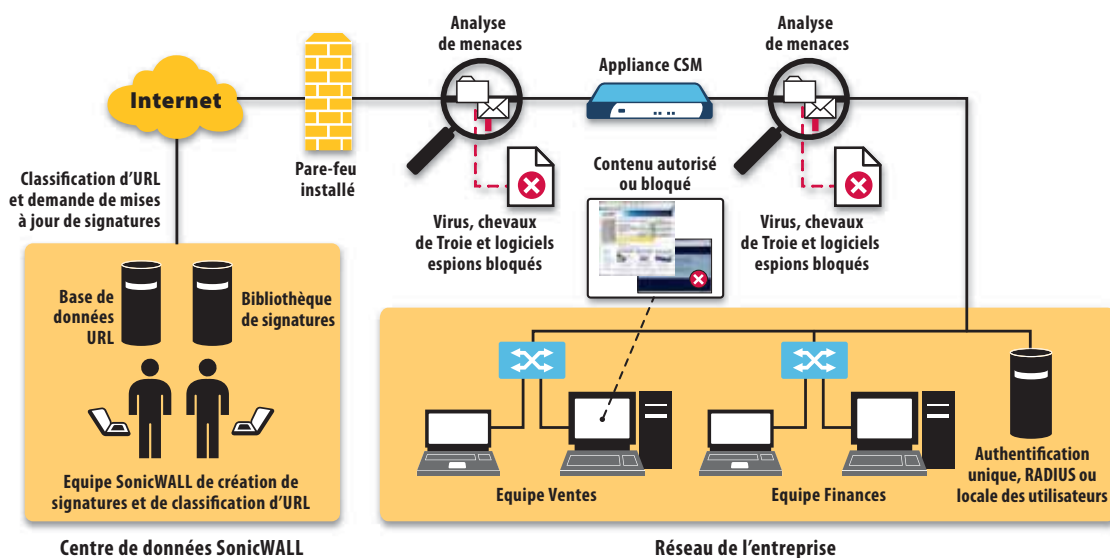 Analyse
de menaces
Appliance CSM
Analyse
de menaces
Internet
Pare-feu
installé
Classification d’URL
et demande de mises
à jour de signatures
Virus, chevaux
de Troie et logiciels
espions bloqués
Contenu autorisé
ou bloqué
Virus, chevaux
de Troie et logiciels
espions bloqués
Base de
données
URL
Bibliothèque
de signatures
Equipe SonicWALL de création de
signatures et de classification d’URL
Centre de données SonicWALL
Equipe Ventes
Equipe Finances
Authentification
unique, RADIUS ou
locale des utilisateurs
Réseau de l’entreprise